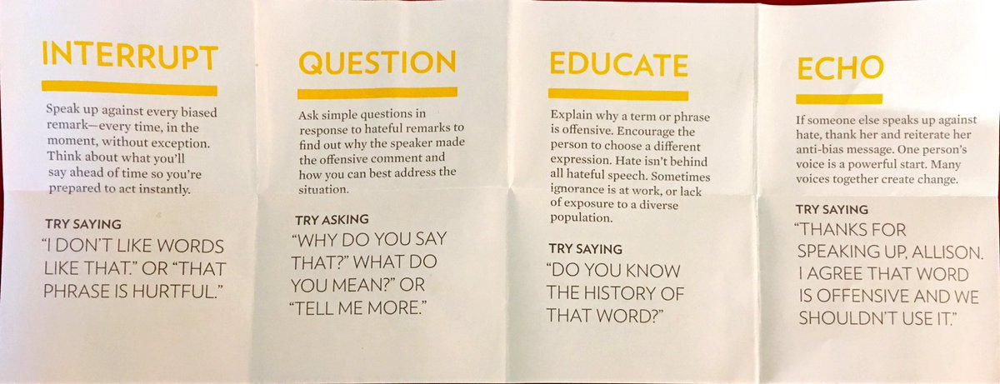 INTERRUPT
Speak up against every biased
remark—every time, in the
moment, without exception.
Think about what you'll
say ahead of time so you're
prepared to act instantly.
TRY SAYING
“I DON'T LIKE WORDS
LIKE THAT.” OR “THAT
PHRASE IS HURTFUL.”
QUESTION
Ask simple questions in
response to hateful remarks to
find out why the speaker made
the offensive comment and
how you can best address the
situation.
TRY ASKING
“WHY DO YOU SAY
THAT?” WHAT DO
YOU MEAN?” OR
“TELL ME MORE.”
EDUCATE
Explain why a term or phrase
is offensive. Encourage the
person to choose a different
expression. Hate isn't behind
all hateful speech. Sometimes
ignorance is at work, or lack
of exposure to a diverse
population.
TRY SAYING
“DO YOU KNOW
THE HISTORY OF
THAT WORD?”
ECHO
If someone else speaks up against
hate, thank her and reiterate her
anti-bias message. One person's
voice is a powerful start. Many
voices together create change.
TRY SAYING
“THANKS FOR
SPEAKING UP, ALLISON.
I AGREE THAT WORD
IS OFFENSIVE AND WE
SHOULDN'T USE IT.”